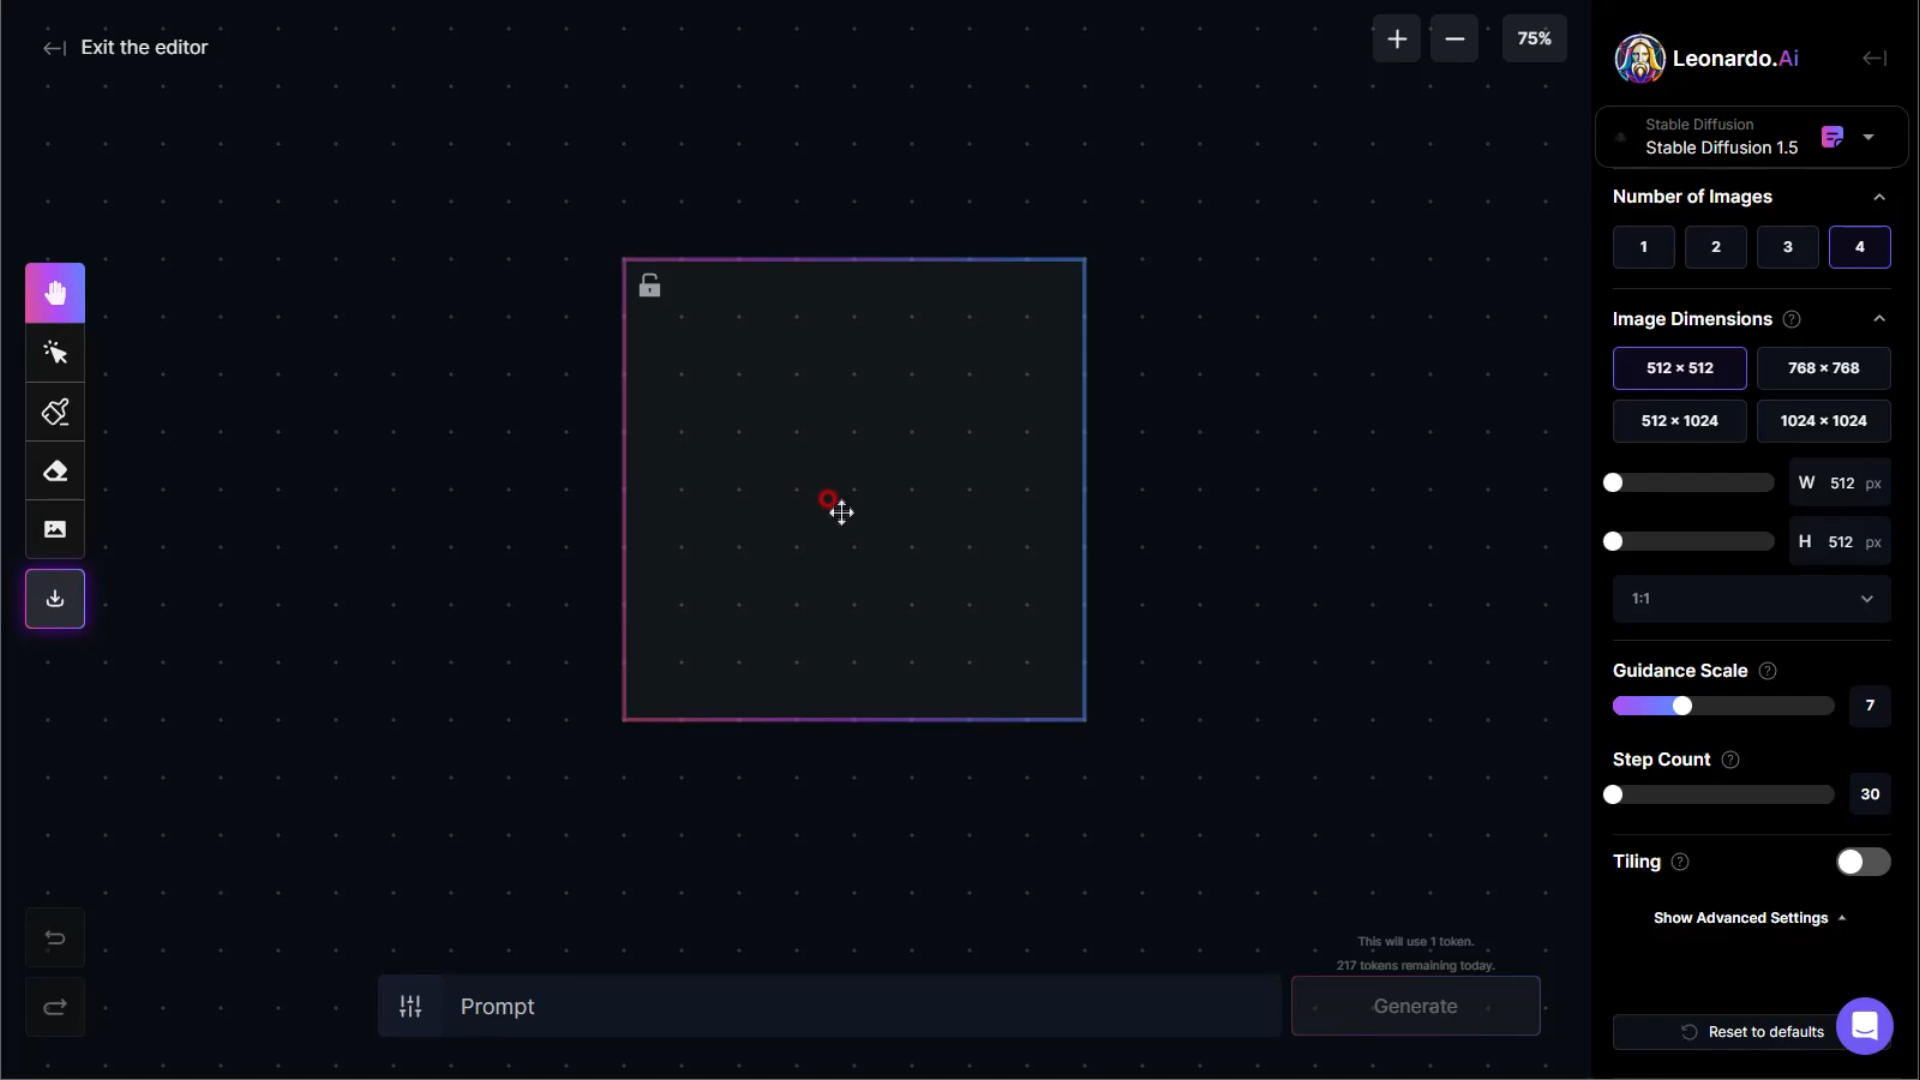 Exit the editor
75%
Leonardo.Ai
Stable Diffusion
Stable Diffusion 1.5
Number of Images
1 2 3 4
Image Dimensions ?
512 × 512 768 × 768
512 × 1024 1024 × 1024
W 512 px
H 512 px
1:1
Guidance Scale ?
7
Step Count ?
30
Tiling ?
Show Advanced Settings
This will use 1 token.
217 tokens remaining today.
Prompt
Generate
Reset to defaults